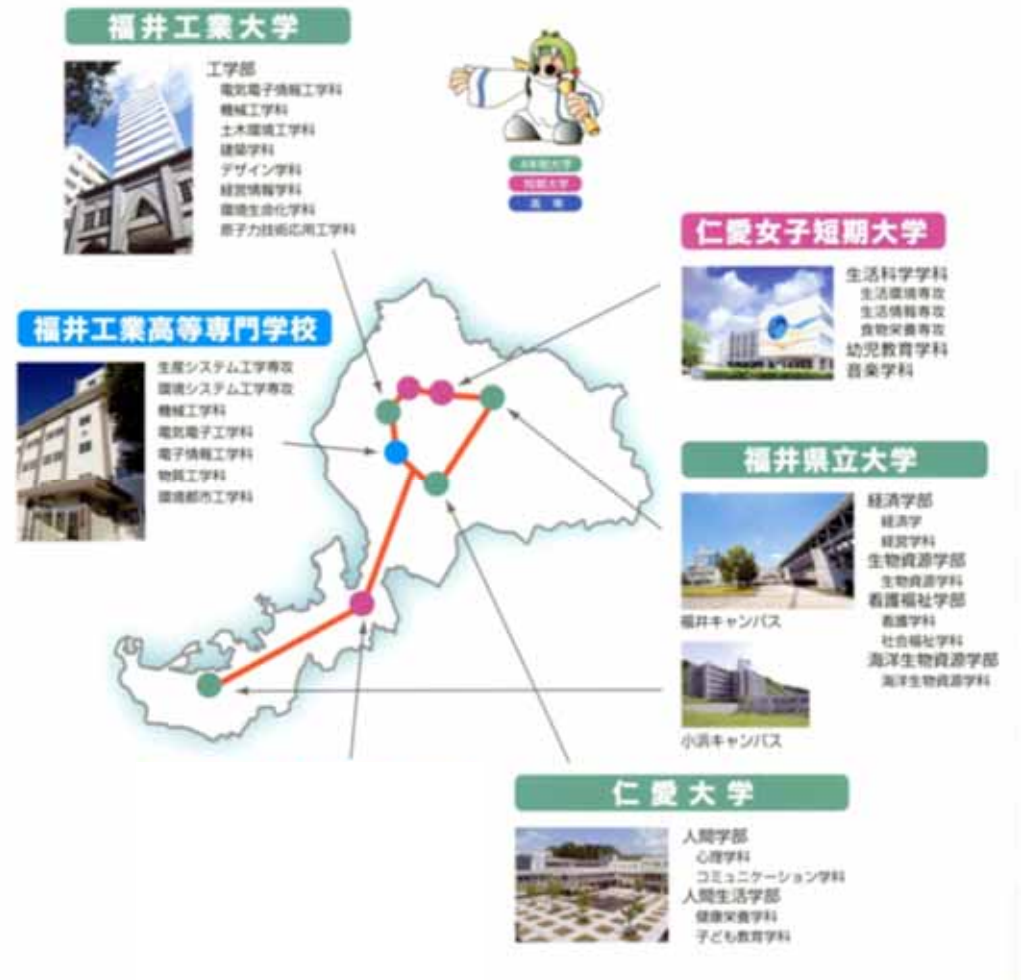 福井工業大学
工学部
電気電子情報工学科
機械工学科
土木環境工学科
建築学科
デザイン学科
経営情報学科
環境生命化学科
原子力技術応用工学科
4年制大学
短期大学
高専
仁愛女子短期大学
生活科学学科
生活環境専攻
生活情報専攻
食物栄養専攻
幼児教育学科
音楽学科
福井工業高等専門学校
生産システム工学専攻
環境システム工学専攻
機械工学科
電気電子工学科
電子情報工学科
物質工学科
環境都市工学科
福井県立大学
経済学部
経済学
経営学科
生物資源学部
生物資源学科
看護福祉学部
看護学科
社会福祉学科
海洋生物資源学部
海洋生物資源学科
福井キャンパス
小浜キャンパス
仁愛大学
人間学部
心理学科
コミュニケーション学科
人間生活学部
健康栄養学科
子ども教育学科